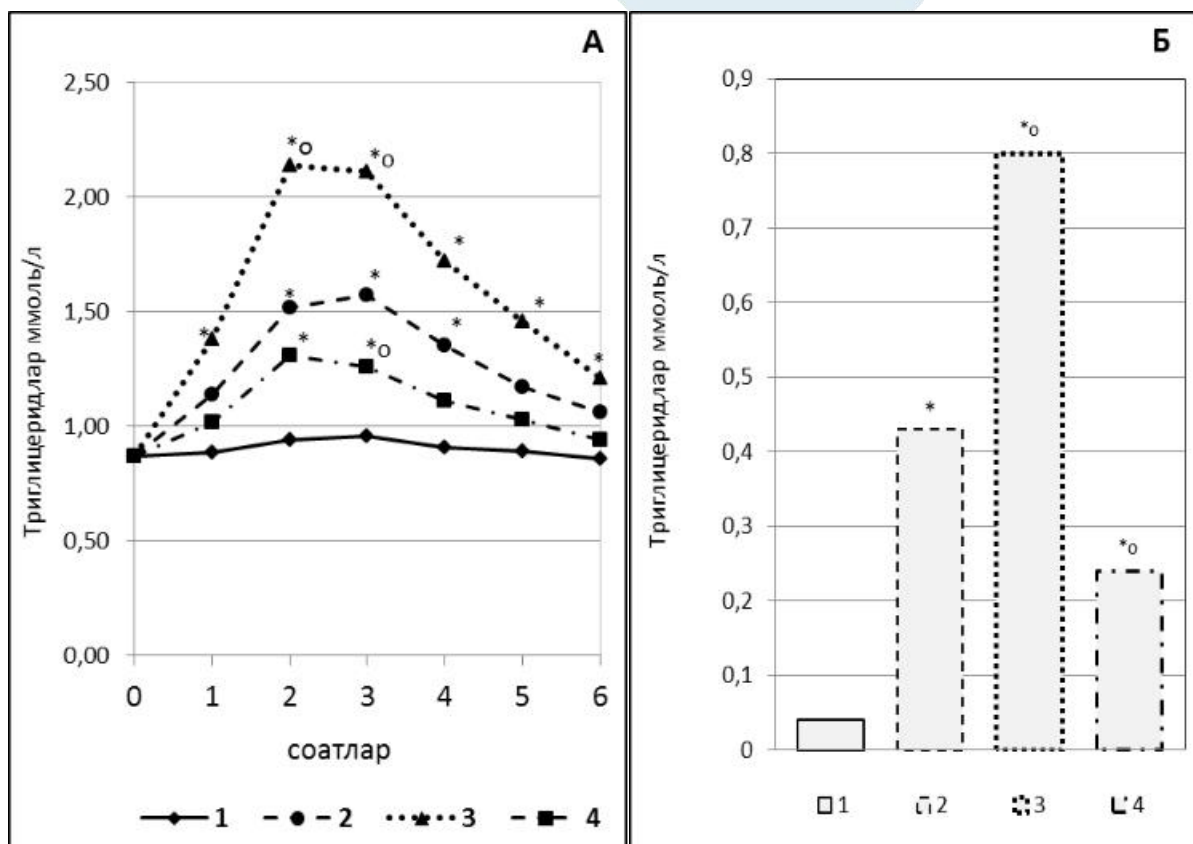 А
Триглицеридлар ммоль/л
2,50
2,00
1,50
1,00
0,50
0,00
*о
*о
*
*
*
*
*
*
*
*
*о
*
*
0 1 2 3 4 5 6
соатлар
1 2 3 4
Б
Триглицеридлар ммоль/л
0,9
0,8
0,7
0,6
0,5
0,4
0,3
0,2
0,1
0
*о
*
*о
1 2 3 4